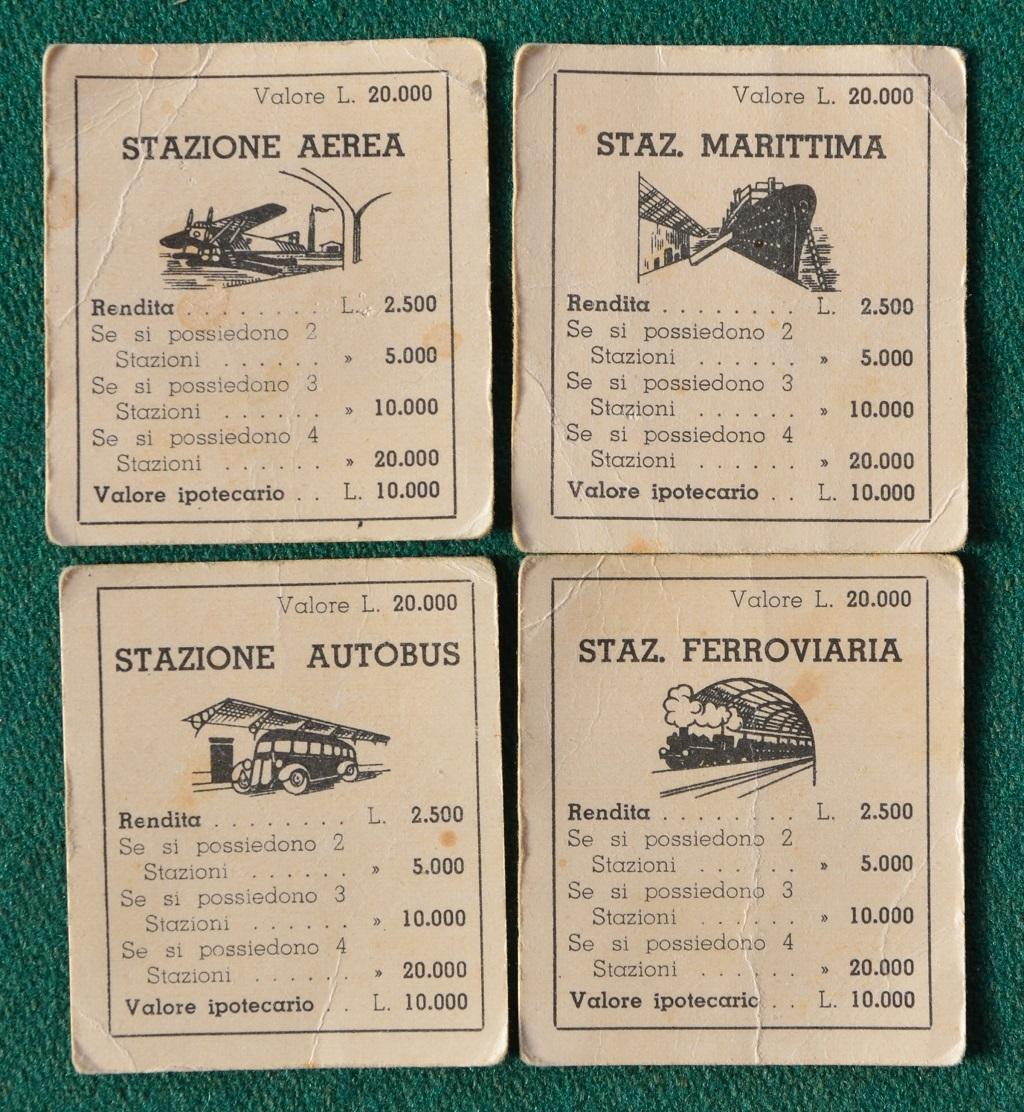 Valore L. 20.000
STAZIONE AEREA
Rendita . . . . . . . . L. 2.500
Se si possiedono 2
Stazioni . . . . . . » 5.000
Se si possiedono 3
Stazioni . . . . . . » 10.000
Se si possiedono 4
Stazioni . . . . . . » 20.000
Valore ipotecario . . L. 10.000
Valore L. 20.000
STAZ. MARITTIMA
Rendita . . . . . . . . L. 2.500
Se si possiedono 2
Stazioni . . . . . . » 5.000
Se si possiedono 3
Stazioni . . . . . . » 10.000
Se si possiedono 4
Stazioni . . . . . . » 20.000
Valore ipotecario . . L. 10.000
Valore L. 20.000
STAZIONE AUTOBUS
Rendita . . . . . . . . L. 2.500
Se si possiedono 2
Stazioni . . . . . . » 5.000
Se si possiedono 3
Stazioni . . . . . . » 10.000
Se si possiedono 4
Stazioni . . . . . . » 20.000
Valore ipotecario . . L. 10.000
Valore L. 20.000
STAZ. FERROVIARIA
Rendita . . . . . . . . L. 2.500
Se si possiedono 2
Stazioni . . . . . . » 5.000
Se si possiedono 3
Stazioni . . . . . . » 10.000
Se si possiedono 4
Stazioni . . . . . . » 20.000
Valore ipotecario . . L. 10.000